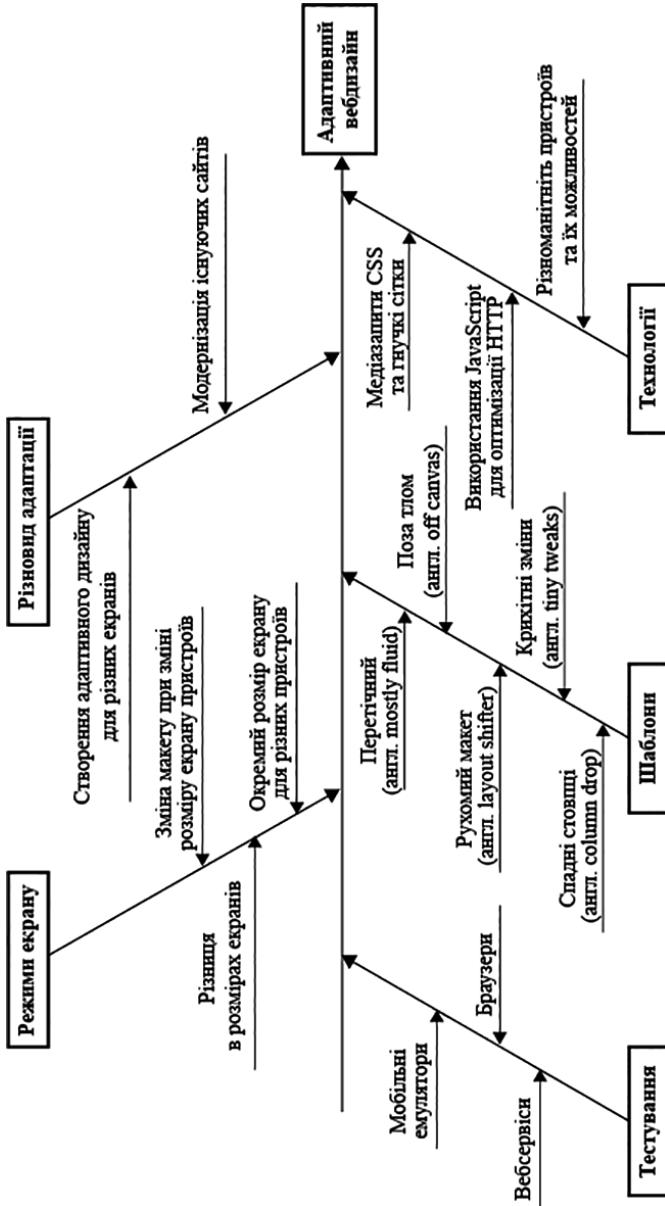 Режими екрану
Різновид адаптації
Створення адаптивного дизайну
для різних екранів
Модернізація існуючих сайтів
Зміна макету при зміні
розміру екрану пристроїв
Різниця
в розмірах екранів
Окремий розмір екрану
для різних пристроїв
Адаптивний
вебдизайн
Мобільні
емулятори
Браузери
Вебсервіси
Перетічний
(англ. mostly fluid)
Поза тлом
(англ. off canvas)
Рухомий макет
(англ. layout shifter)
Крихітні зміни
(англ. tiny tweaks)
Спадні стовщі
(англ. column drop)
Медіазапити CSS
та гнучкі сітки
Використання JavaScript
для оптимізації HTTP
Різноманітніть пристроїв
та їх можливостей
Тестування
Шаблони
Технології